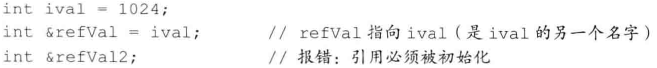 int ival = 1024;
int &refVal = ival; // refVal 指向 ival（是 ival 的另一个名字）
int &refVal2; // 报错：引用必须被初始化